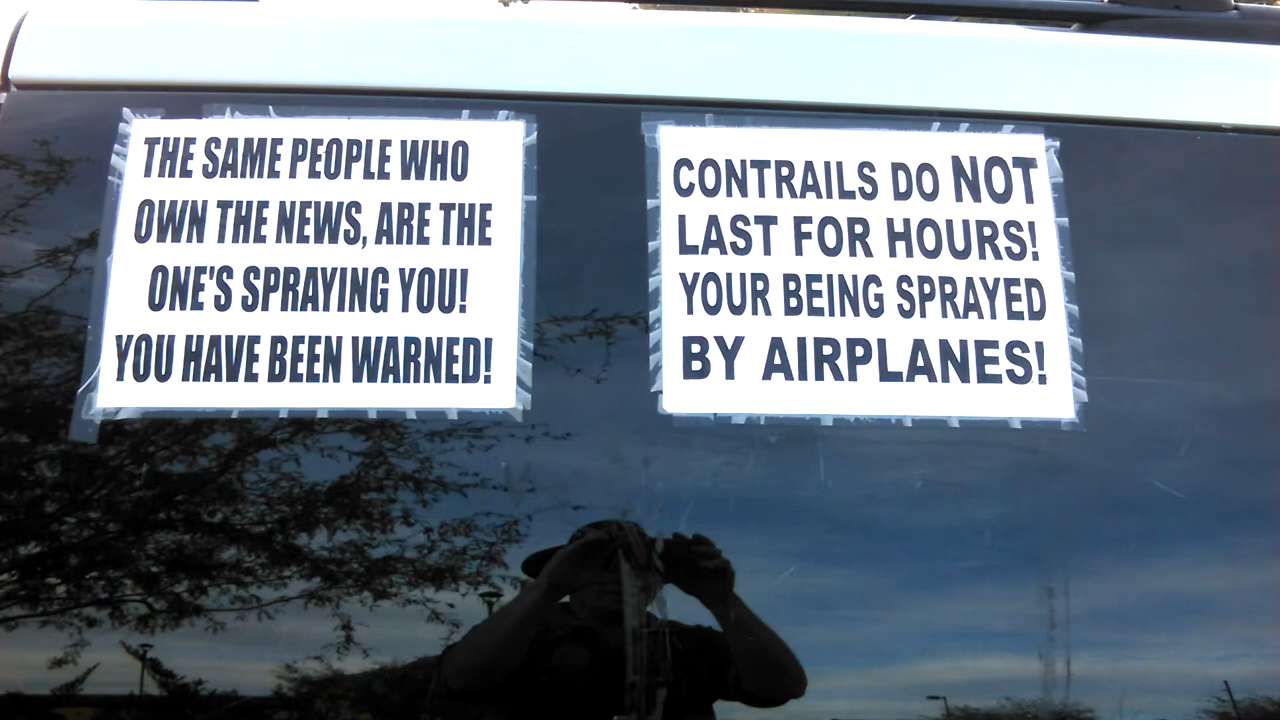 THE SAME PEOPLE WHO
OWN THE NEWS, ARE THE
ONE'S SPRAYING YOU!
YOU HAVE BEEN WARNED!
CONTRAILS DO NOT
LAST FOR HOURS!
YOUR BEING SPRAYED
BY AIRPLANES!